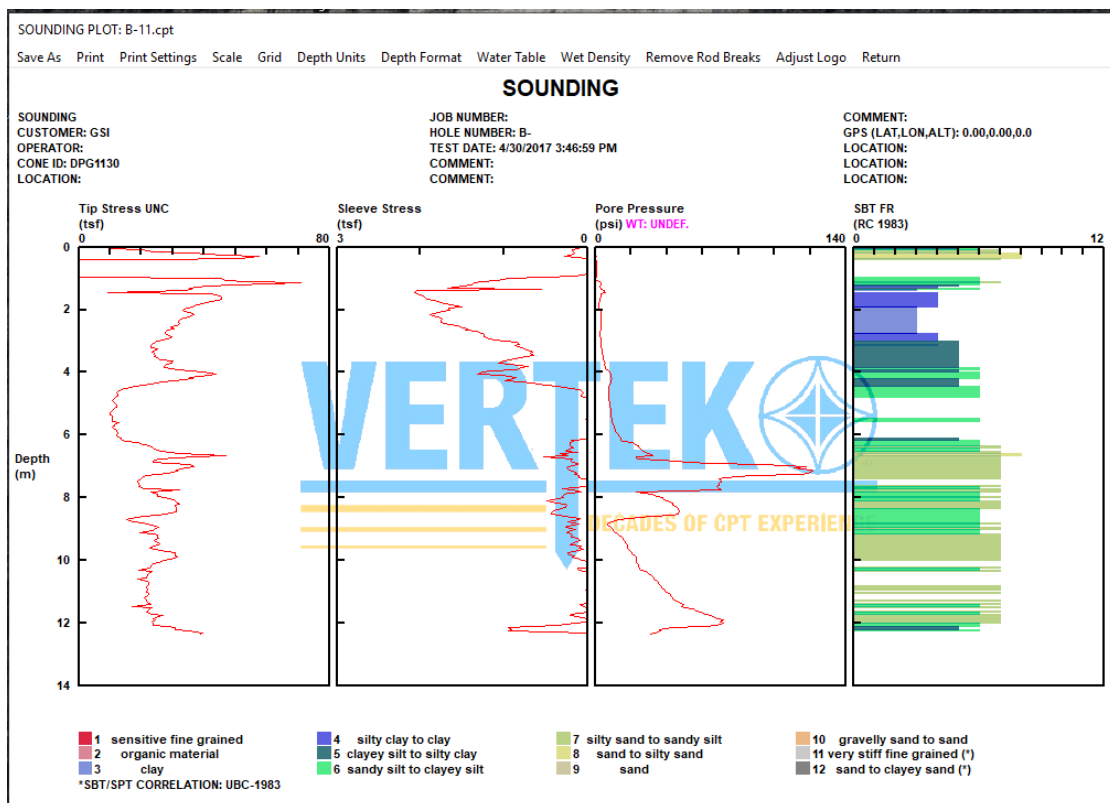 SOUNDING PLOT: B-11.cpt
Save As Print Print Settings Scale Grid Depth Units Depth Format Water Table Wet Density Remove Rod Breaks Adjust Logo Return
SOUNDING
SOUNDING JOB NUMBER: COMMENT:
CUSTOMER: GSI HOLE NUMBER: B- GPS (LAT,LON,ALT): 0.00,0.00,0.0
OPERATOR: TEST DATE: 4/30/2017 3:46:59 PM LOCATION:
CONE ID: DPG1130 COMMENT: LOCATION:
LOCATION: COMMENT: LOCATION:
Tip Stress UNC Sleeve Stress Pore Pressure SBT FR
(tsf) (tsf) (psi) WT: UNDEF. (RC 1983)
0 80 3 0 0 140 0 12
0
2
4
6
Depth
(m)
8
10
12
14
VERTEK
DECADES OF CPT EXPERIENCE
1 sensitive fine grained 4 silty clay to clay 7 silty sand to sandy silt 10 gravelly sand to sand
2 organic material 5 clayey silt to silty clay 8 sand to silty sand 11 very stiff fine grained (*)
3 clay 6 sandy silt to clayey silt 9 sand 12 sand to clayey sand (*)
*SBT/SPT CORRELATION: UBC-1983